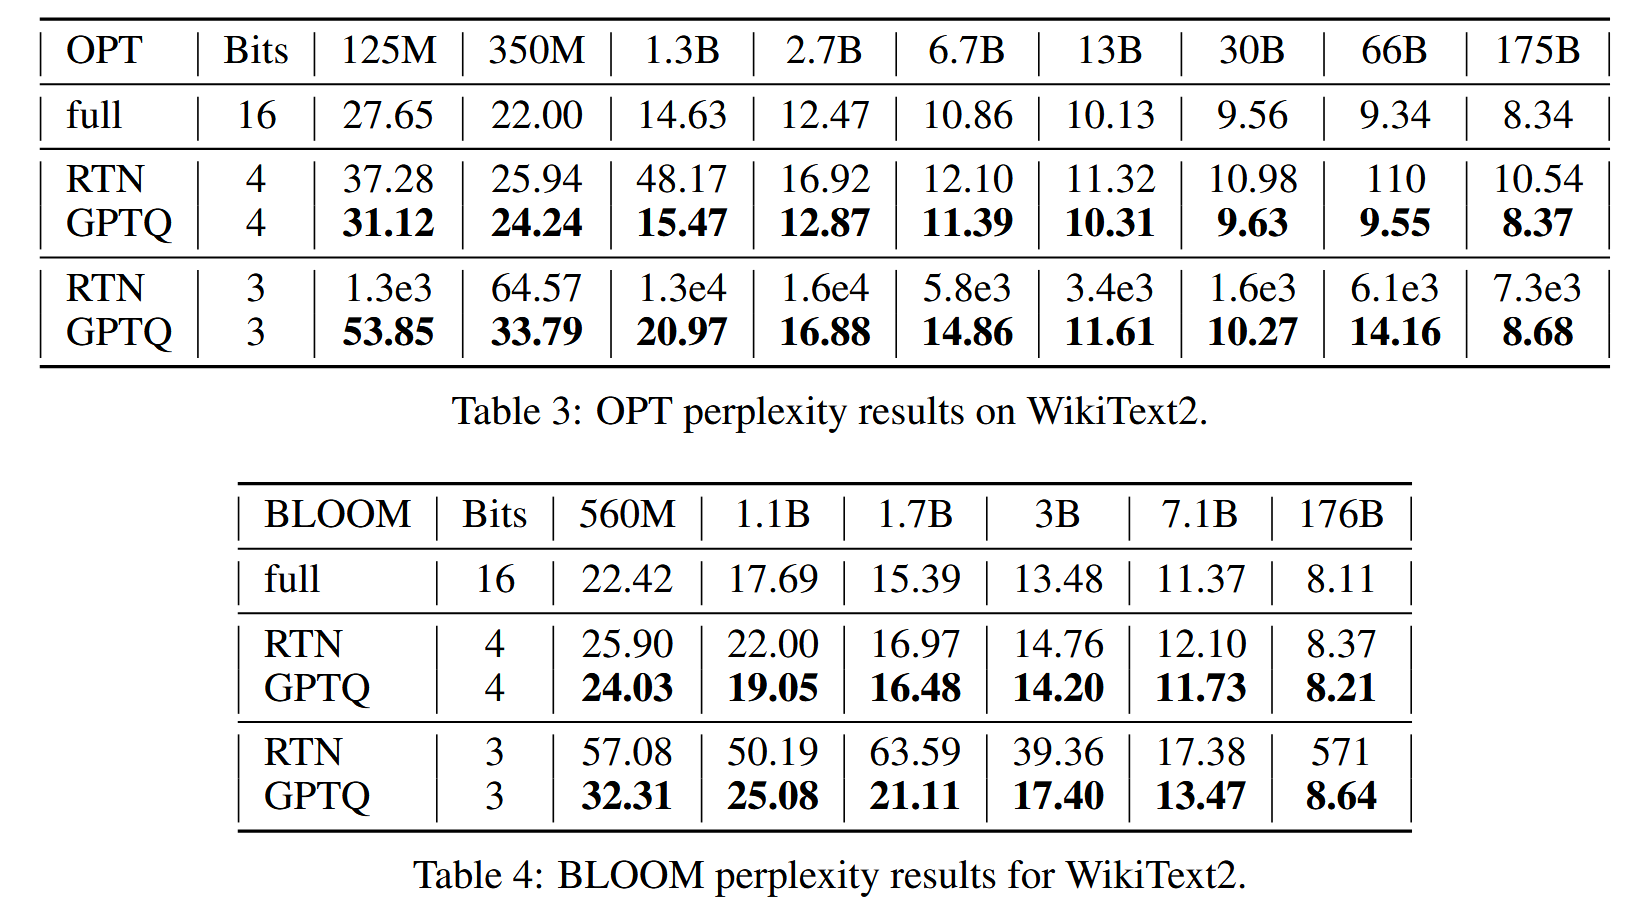 OPT Bits 125M 350M 1.3B 2.7B 6.7B 13B 30B 66B 175B
full 16 27.65 22.00 14.63 12.47 10.86 10.13 9.56 9.34 8.34
RTN 4 37.28 25.94 48.17 16.92 12.10 11.32 10.98 110 10.54
GPTQ 4 31.12 24.24 15.47 12.87 11.39 10.31 9.63 9.55 8.37
RTN 3 1.3e3 64.57 1.3e4 1.6e4 5.8e3 3.4e3 1.6e3 6.1e3 7.3e3
GPTQ 3 53.85 33.79 20.97 16.88 14.86 11.61 10.27 14.16 8.68
Table 3: OPT perplexity results on WikiText2.
BLOOM Bits 560M 1.1B 1.7B 3B 7.1B 176B
full 16 22.42 17.69 15.39 13.48 11.37 8.11
RTN 4 25.90 22.00 16.97 14.76 12.10 8.37
GPTQ 4 24.03 19.05 16.48 14.20 11.73 8.21
RTN 3 57.08 50.19 63.59 39.36 17.38 571
GPTQ 3 32.31 25.08 21.11 17.40 13.47 8.64
Table 4: BLOOM perplexity results for WikiText2.